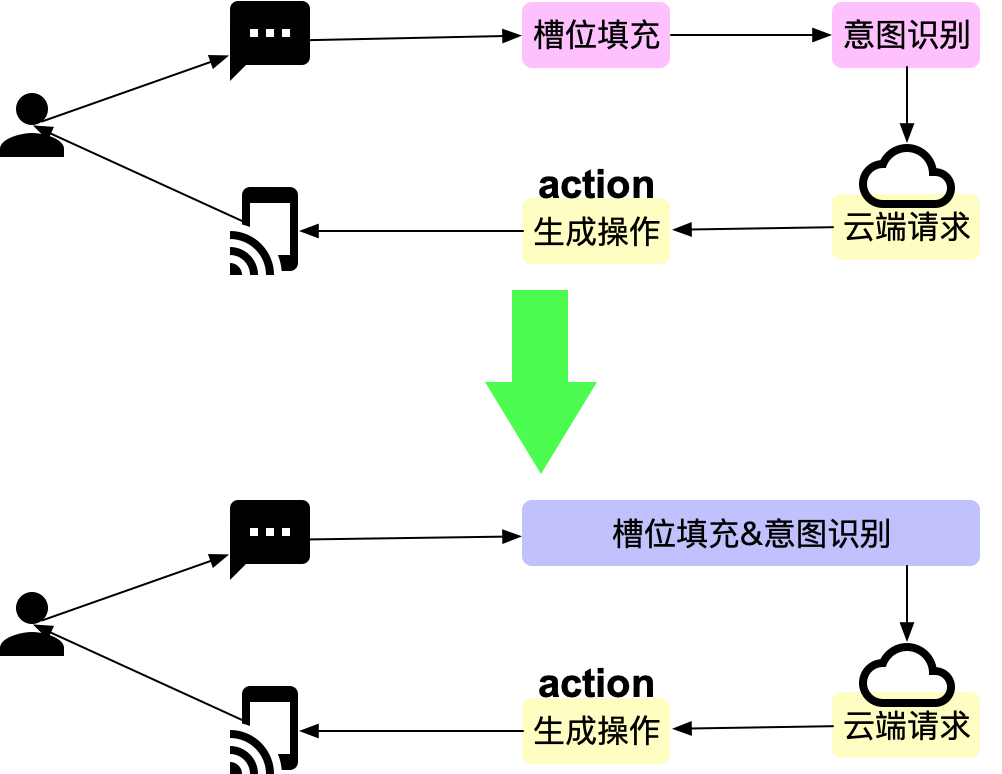 槽位填充
意图识别
action
生成操作
云端请求
槽位填充&意图识别
action
生成操作
云端请求